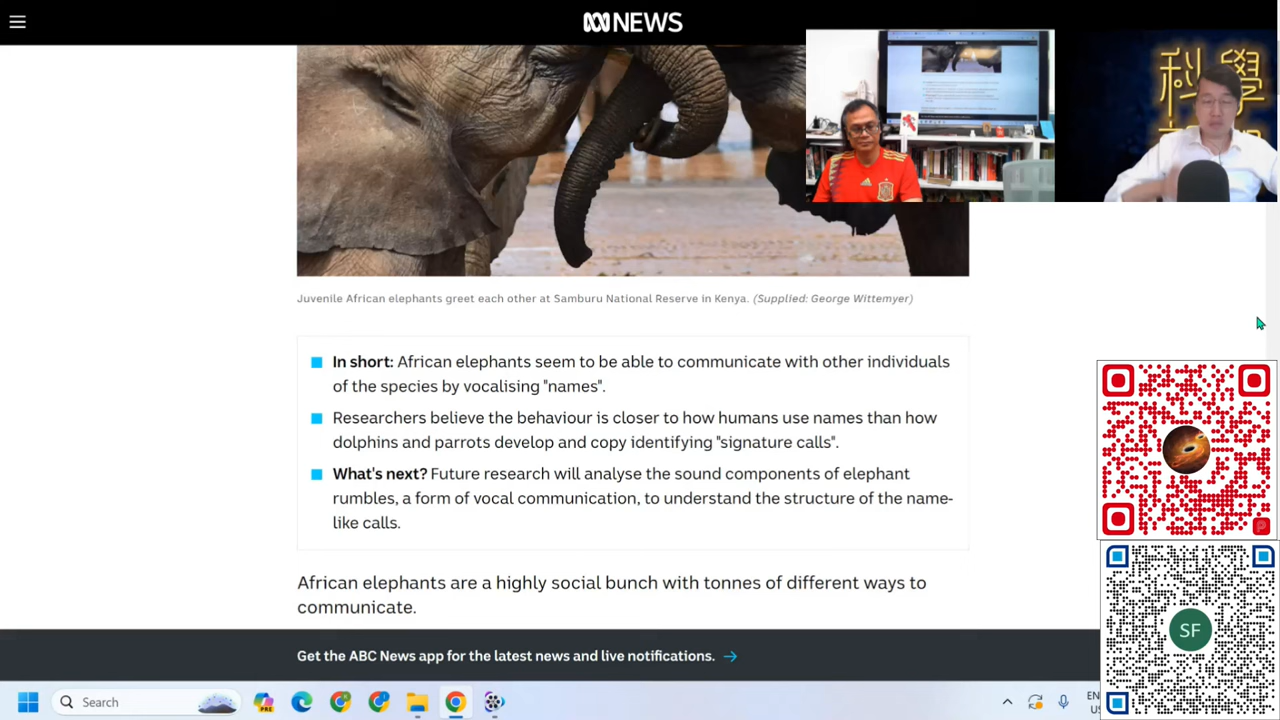 NEWS
科學
Juvenile African elephants greet each other at Samburu National Reserve in Kenya. (Supplied: George Wittemyer)
In short: African elephants seem to be able to communicate with other individuals
of the species by vocalising "names".
Researchers believe the behaviour is closer to how humans use names than how
dolphins and parrots develop and copy identifying "signature calls".
What's next? Future research will analyse the sound components of elephant
rumbles, a form of vocal communication, to understand the structure of the name-
like calls.
African elephants are a highly social bunch with tonnes of different ways to
communicate.
Get the ABC News app for the latest news and live notifications.
SF
Search
PRE
EN
US